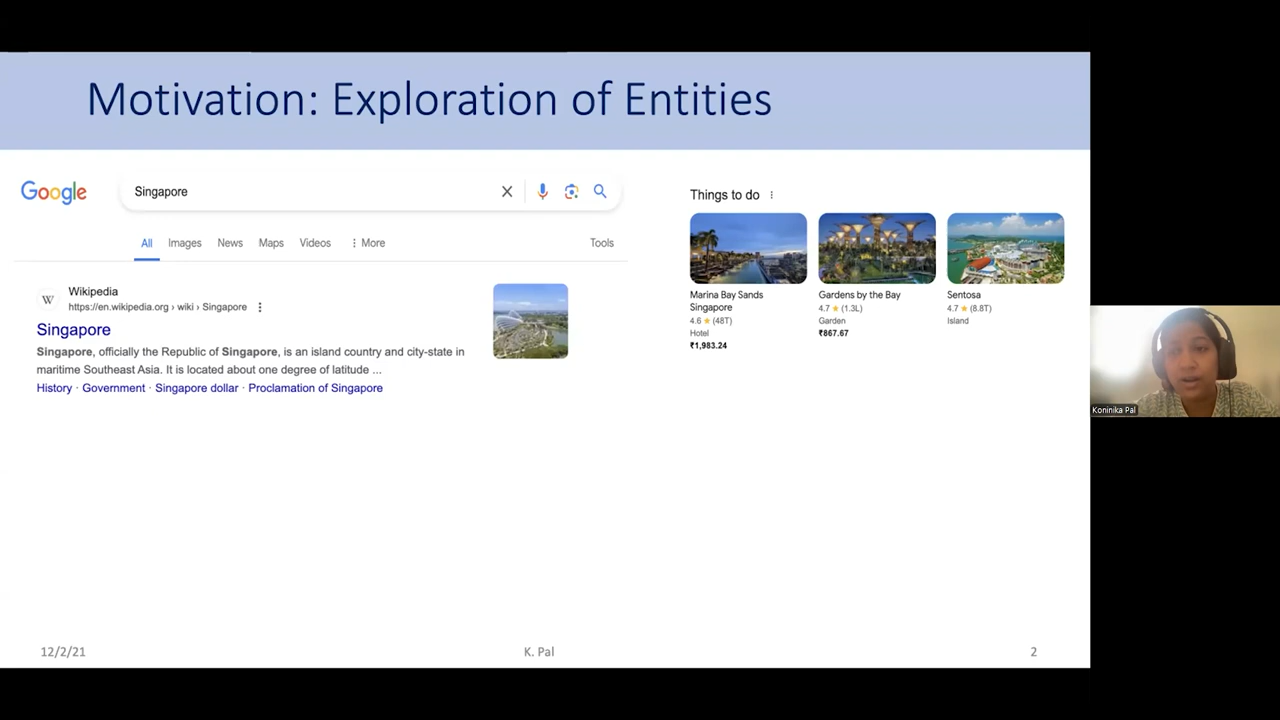 Motivation: Exploration of Entities
Google
Singapore
All Images News Maps Videos More Tools
W
Wikipedia
https://en.wikipedia.org › wiki › Singapore
Singapore
Singapore, officially the Republic of Singapore, is an island country and city-state in
maritime Southeast Asia. It is located about one degree of latitude ...
History · Government · Singapore dollar · Proclamation of Singapore
Things to do
Marina Bay Sands
Singapore
4.6 ★ (48T)
Hotel
₹1,983.24
Gardens by the Bay
4.7 ★ (1.3L)
Garden
₹867.67
Sentosa
4.7 ★ (8.8T)
Island
Koninika Pal
12/2/21 K. Pal 2